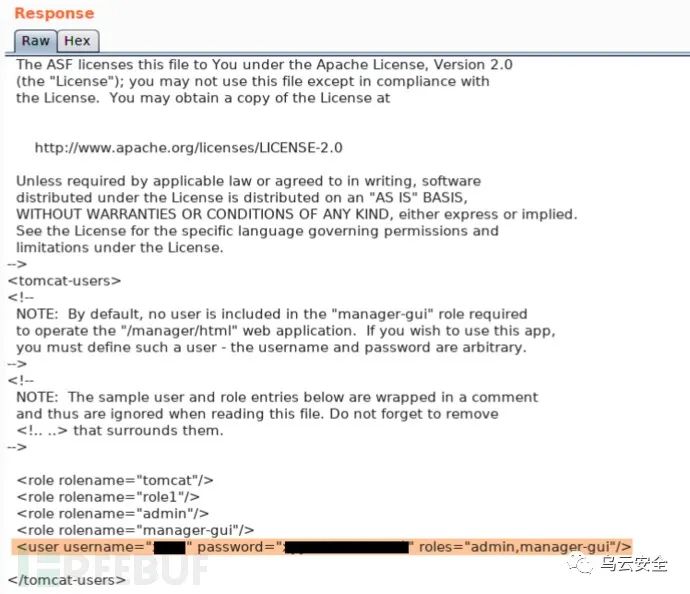 Response
Raw Hex
The ASF licenses this file to You under the Apache License, Version 2.0
(the "License"); you may not use this file except in compliance with
the License.  You may obtain a copy of the License at
http://www.apache.org/licenses/LICENSE-2.0
Unless required by applicable law or agreed to in writing, software
distributed under the License is distributed on an "AS IS" BASIS,
WITHOUT WARRANTIES OR CONDITIONS OF ANY KIND, either express or implied.
See the License for the specific language governing permissions and
limitations under the License.
-->
<tomcat-users>
<!--
NOTE:  By default, no user is included in the "manager-gui" role required
to operate the "/manager/html" web application.  If you wish to use this app,
you must define such a user - the username and password are arbitrary.
-->
<!--
NOTE:  The sample user and role entries below are wrapped in a comment
and thus are ignored when reading this file. Do not forget to remove
<!.. ..> that surrounds them.
-->
<role rolename="tomcat"/>
<role rolename="role1"/>
<role rolename="admin"/>
<role rolename="manager-gui"/>
<user username=" " password=" " roles="admin,manager-gui"/>
</tomcat-users>
FREEBUF
乌云安全